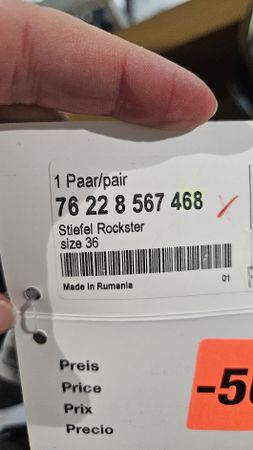 1 Paar/pair
76 22 8 567 468
Stiefel Rockster
size 36
Made in Rumania 01
Preis
Price
Prix
Precio